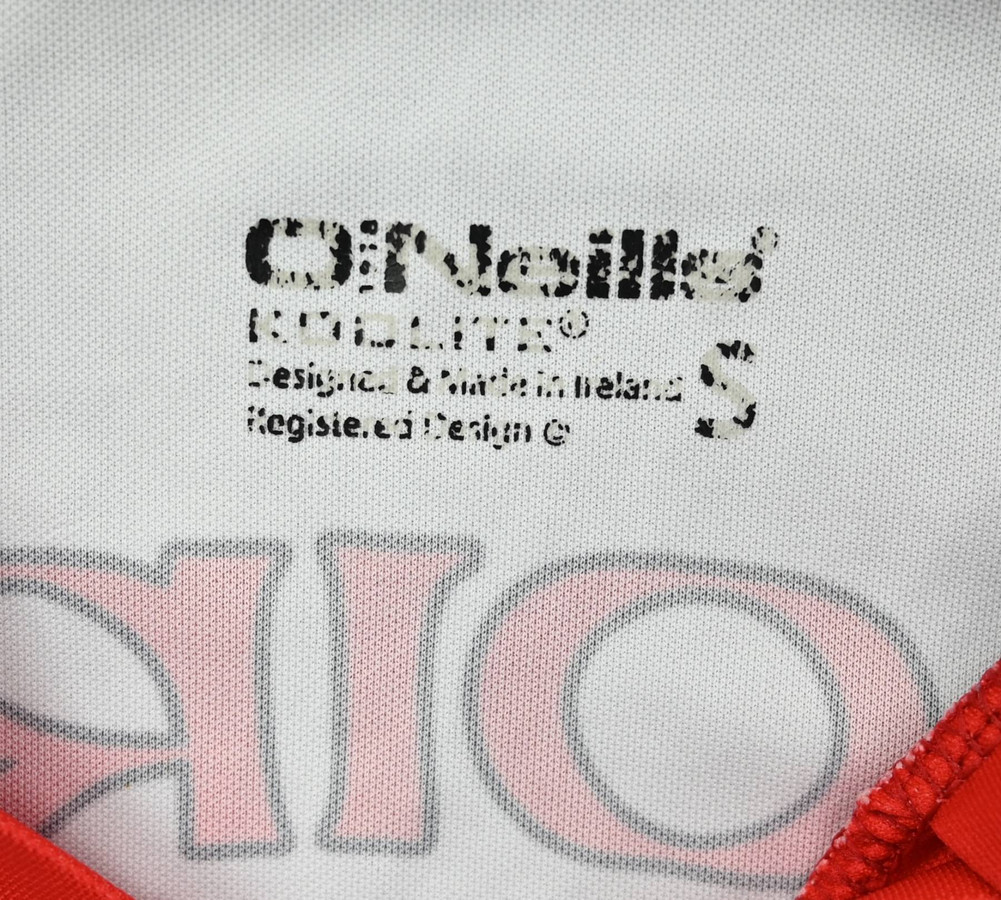 O'Neills®
KOOLITE®
S
Designed & Made in Ireland
Registered Design ©